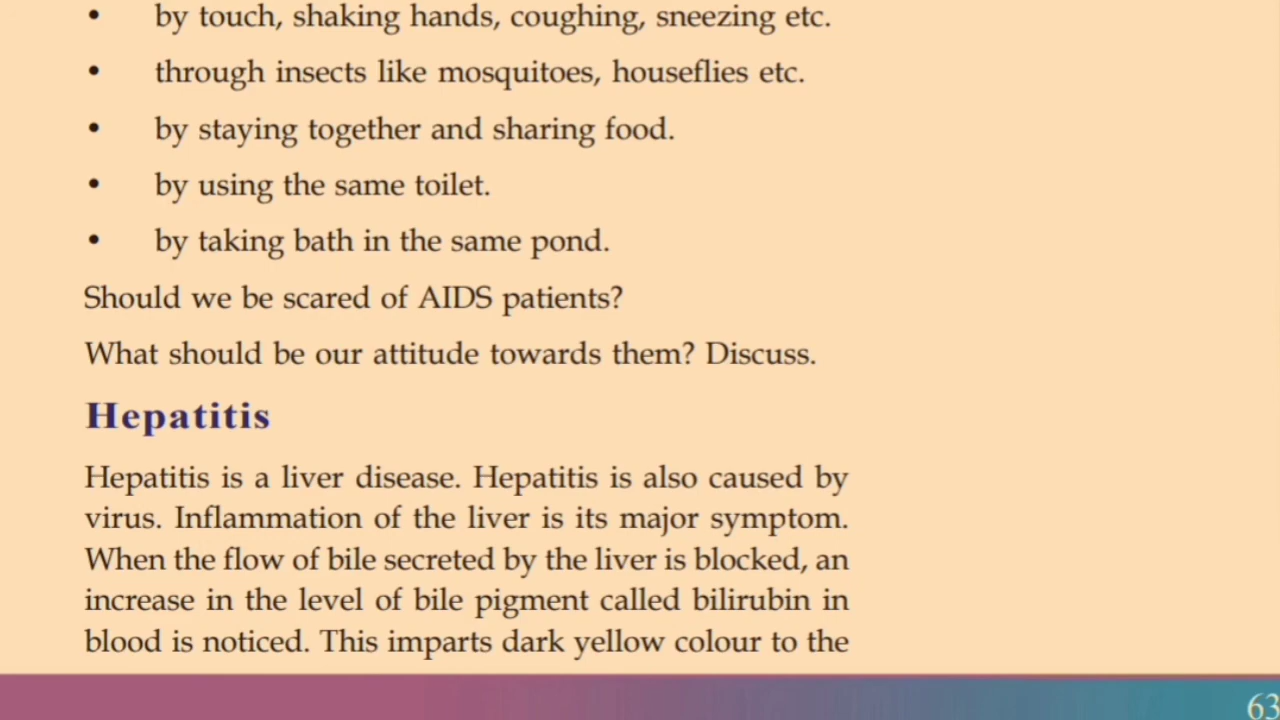 • by touch, shaking hands, coughing, sneezing etc.
• through insects like mosquitoes, houseflies etc.
• by staying together and sharing food.
• by using the same toilet.
• by taking bath in the same pond.
Should we be scared of AIDS patients?
What should be our attitude towards them? Discuss.
Hepatitis
Hepatitis is a liver disease. Hepatitis is also caused by
virus. Inflammation of the liver is its major symptom.
When the flow of bile secreted by the liver is blocked, an
increase in the level of bile pigment called bilirubin in
blood is noticed. This imparts dark yellow colour to the
63